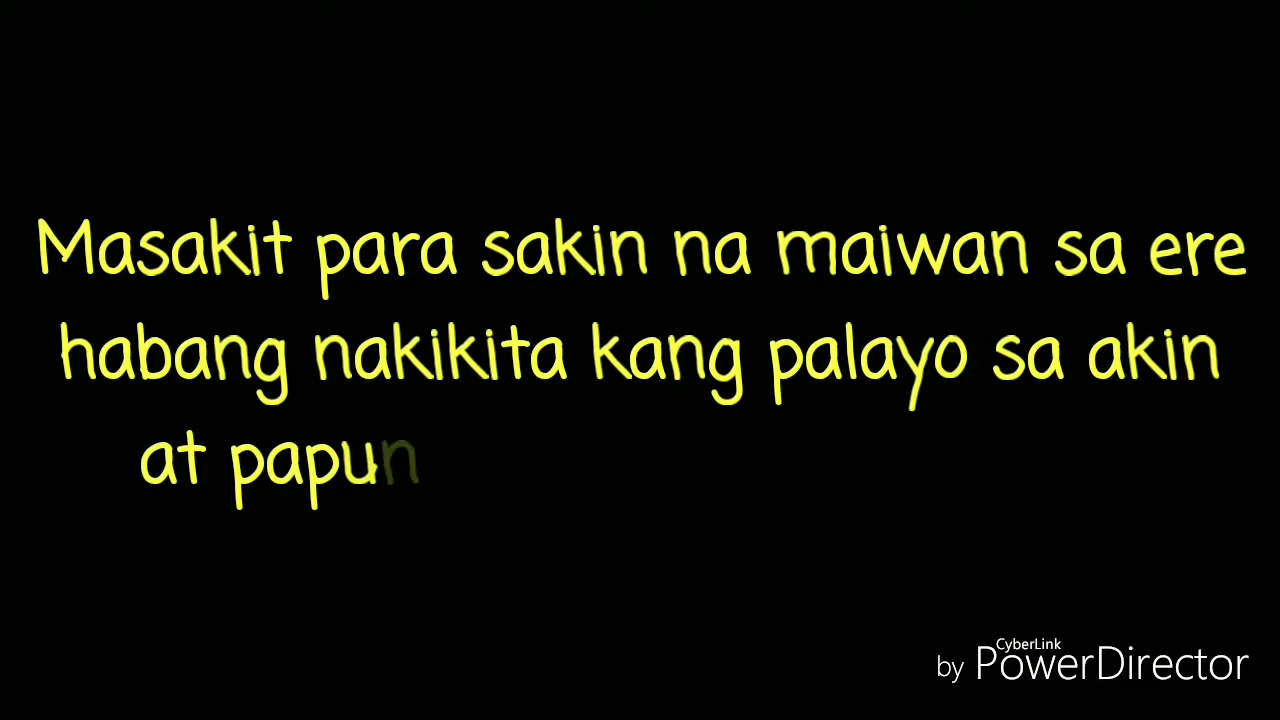 Masakit para sakin na maiwan sa ere
habang nakikita kang palayo sa akin
at papun
CyberLink
by PowerDirector